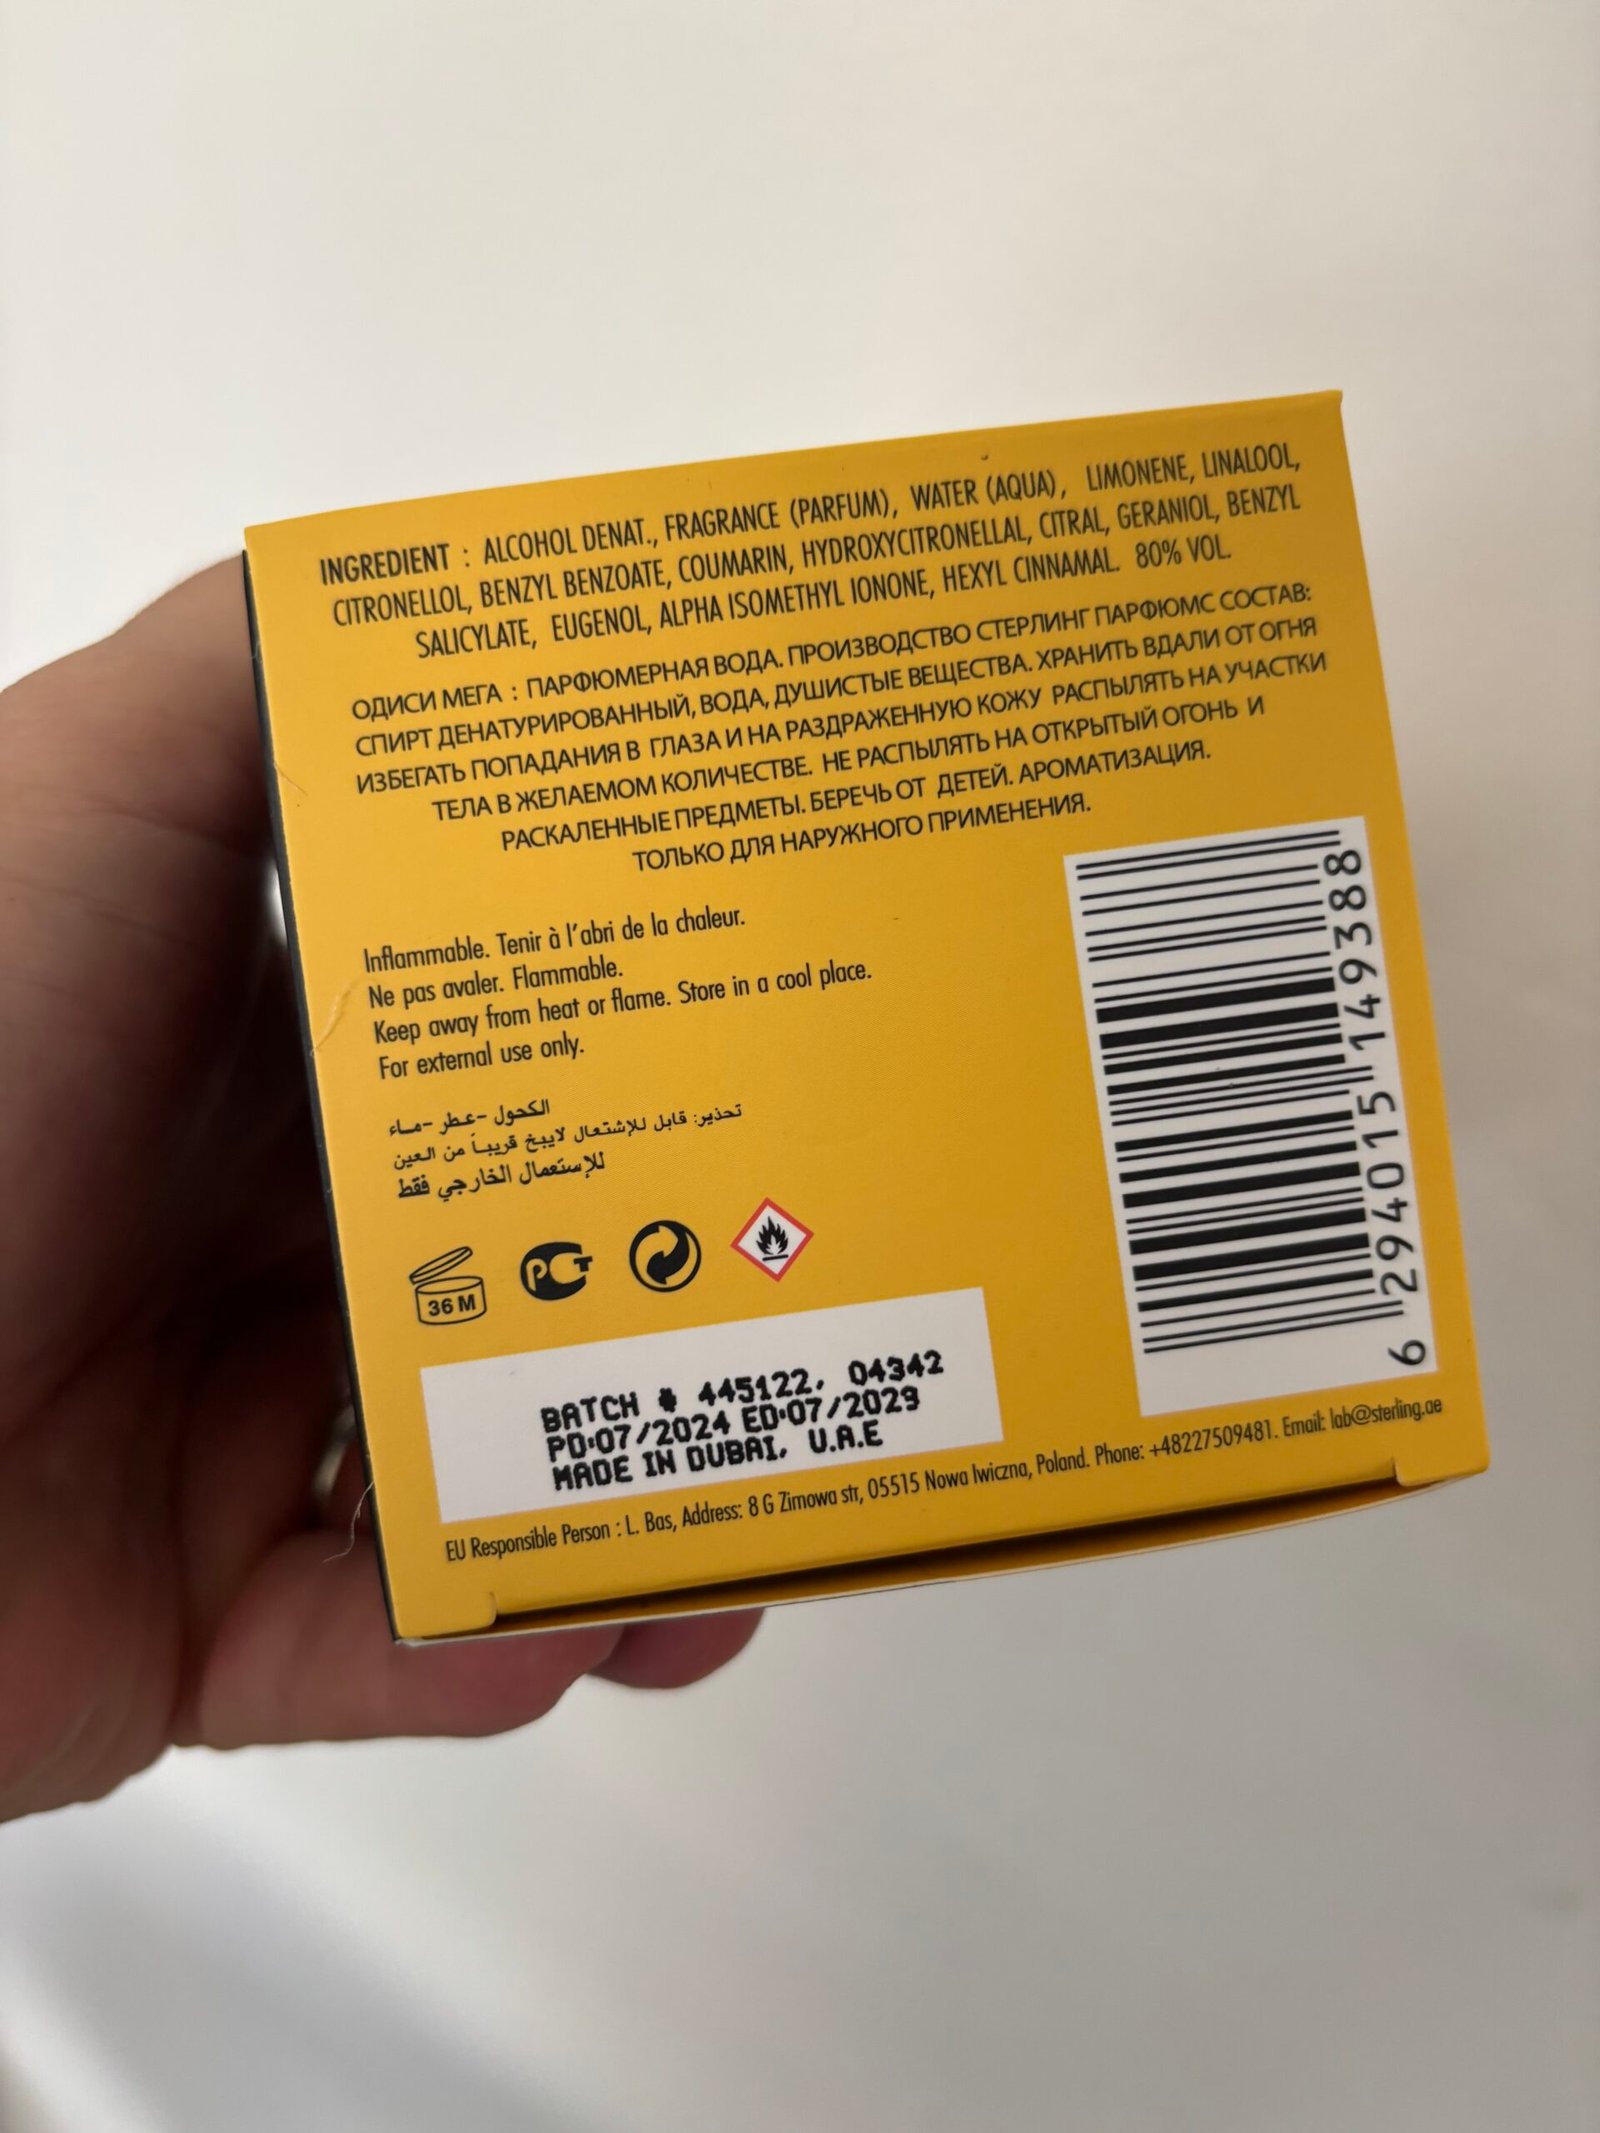 INGREDIENT : ALCOHOL DENAT., FRAGRANCE (PARFUM), WATER (AQUA), LIMONENE, LINALOOL,
CITRONELLOL, BENZYL BENZOATE, COUMARIN, HYDROXYCITRONELLAL, CITRAL, GERANIOL, BENZYL
SALICYLATE, EUGENOL, ALPHA ISOMETHYL IONONE, HEXYL CINNAMAL. 80% VOL.
ОДИСИ МЕГА : ПАРФЮМЕРНАЯ ВОДА. ПРОИЗВОДСТВО СТЕРЛИНГ ПАРФЮМС СОСТАВ:
СПИРТ ДЕНАТУРИРОВАННЫЙ, ВОДА, ДУШИСТЫЕ ВЕЩЕСТВА. ХРАНИТЬ ВДАЛИ ОТ ОГНЯ
ИЗБЕГАТЬ ПОПАДАНИЯ В ГЛАЗА И НА РАЗДРАЖЕННУЮ КОЖУ РАСПЫЛЯТЬ НА УЧАСТКИ
ТЕЛА В ЖЕЛАЕМОМ КОЛИЧЕСТВЕ. НЕ РАСПЫЛЯТЬ НА ОТКРЫТЫЙ ОГОНЬ И
РАСКАЛЕННЫЕ ПРЕДМЕТЫ. БЕРЕЧЬ ОТ ДЕТЕЙ. АРОМАТИЗАЦИЯ.
ТОЛЬКО ДЛЯ НАРУЖНОГО ПРИМЕНЕНИЯ.
Inflammable. Tenir à l'abri de la chaleur.
Ne pas avaler. Flammable.
Keep away from heat or flame. Store in a cool place.
For external use only.
الكحول -عطر -ماء
تحذير: قابل للإشتعال لايبخ قريباً من العين
للإستعمال الخارجي فقط
36 M
РСТ
BATCH # 445122, 04342
PD:07/2024 ED:07/2029
MADE IN DUBAI, U.A.E
6 294015 149388
EU Responsible Person : L. Bas, Address: 8 G Zimowa str, 05515 Nowa Iwiczna, Poland. Phone: +48227509481. Email: lab@sterling.ae